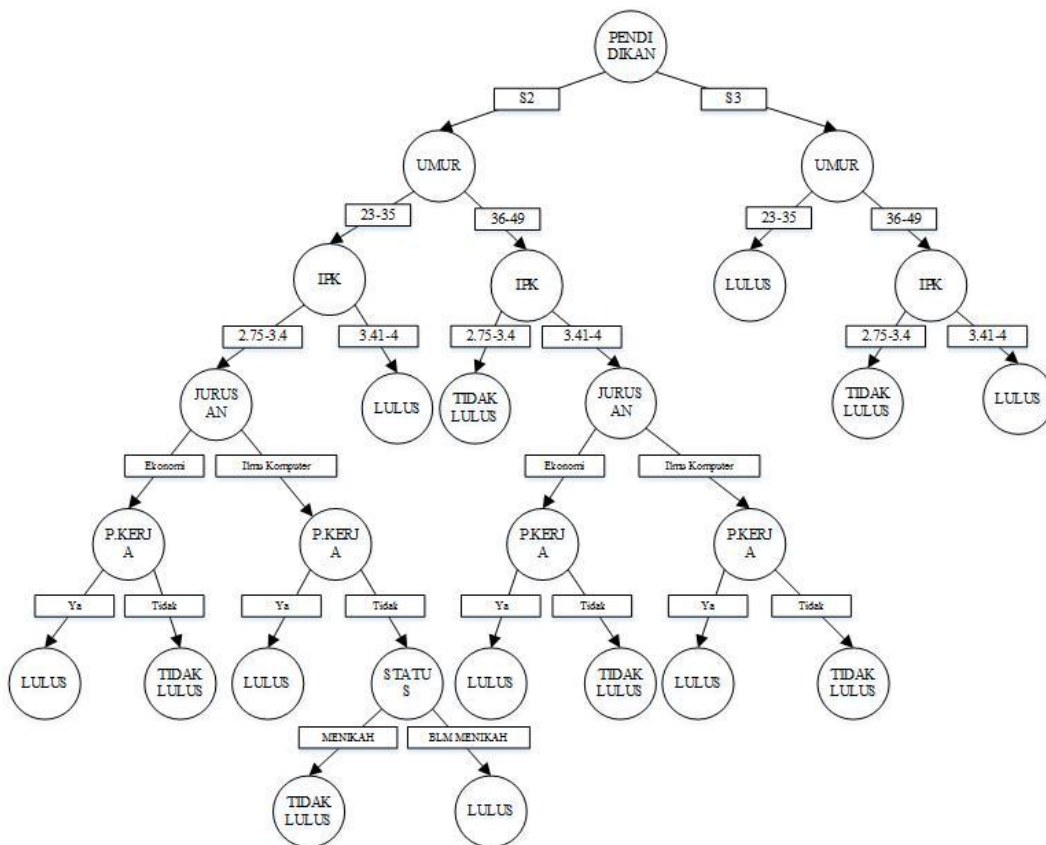 PENDI
DIKAN
S2
S3
UMUR
UMUR
23-35
36-49
23-35
36-49
IPK
IPK
LULUS
IPK
2.75-3.4
3.41-4
2.75-3.4
3.41-4
2.75-3.4
3.41-4
JURUS
AN
LULUS
TIDAK
LULUS
JURUS
AN
TIDAK
LULUS
LULUS
Ekonomi
Ilmu Komputer
Ekonomi
Ilmu Komputer
P.KERJ
A
P.KERJ
A
P.KERJ
A
P.KERJ
A
Ya
Tidak
Ya
Tidak
Ya
Tidak
Ya
Tidak
LULUS
TIDAK
LULUS
LULUS
STATU
S
LULUS
TIDAK
LULUS
LULUS
TIDAK
LULUS
MENIKAH
BLM MENIKAH
TIDAK
LULUS
LULUS